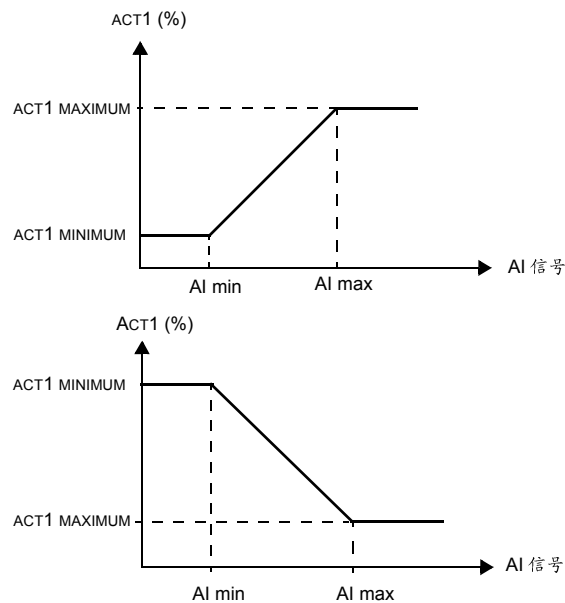 ACT1 (%)
ACT1 MAXIMUM
ACT1 MINIMUM
AI min
AI max
AI 信号
ACT1 (%)
ACT1 MINIMUM
ACT1 MAXIMUM
AI min
AI max
AI 信号